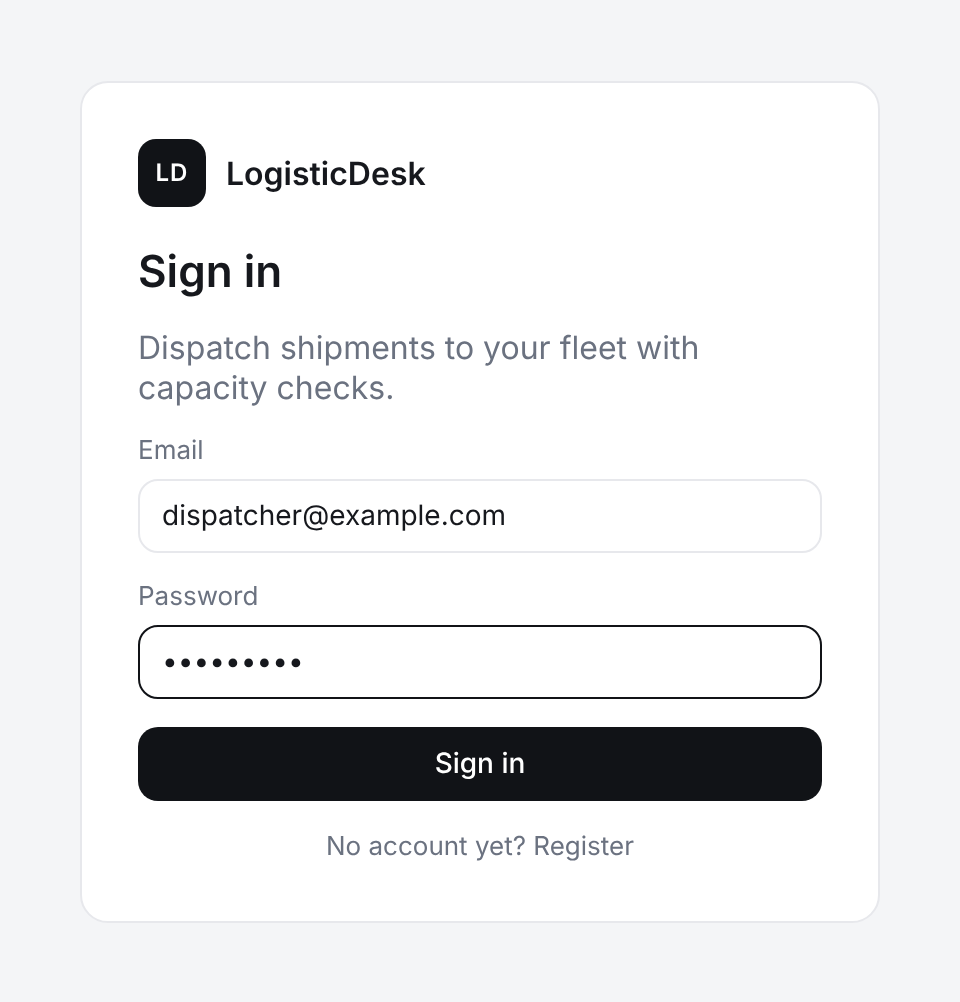 LD
LogisticDesk
Sign in
Dispatch shipments to your fleet with
capacity checks.
Email
dispatcher@example.com
Password
•••••••••
Sign in
No account yet? Register